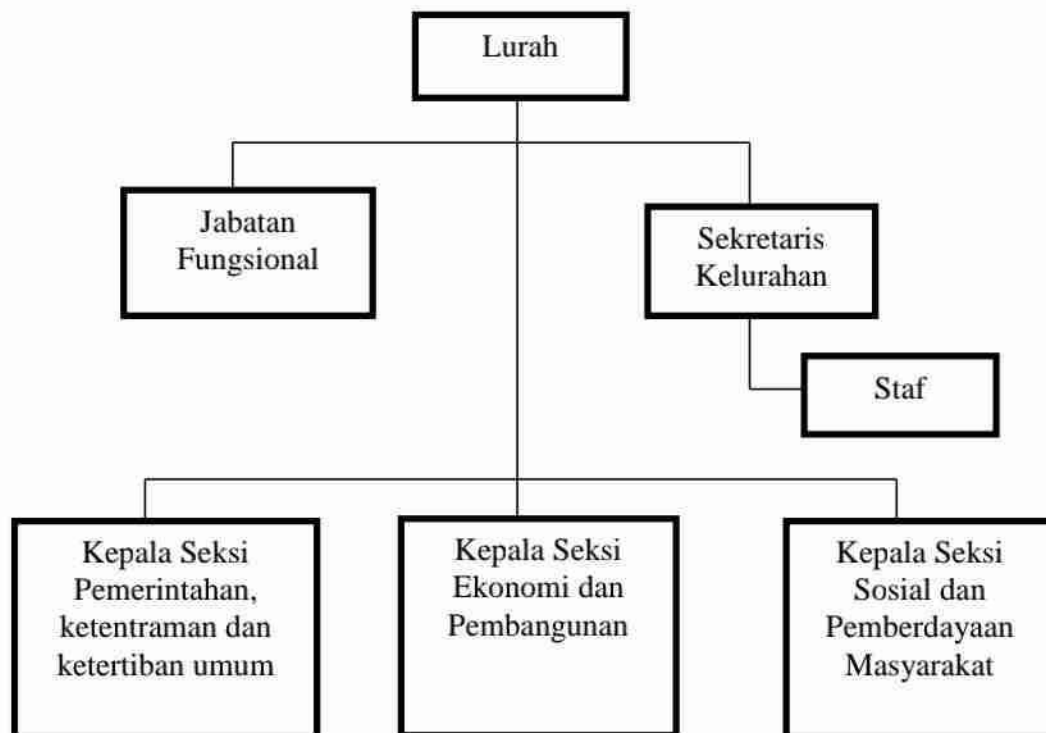 Lurah
Jabatan
Fungsional
Sekretaris
Kelurahan
Staf
Kepala Seksi
Pemerintahan,
ketentraman dan
ketertiban umum
Kepala Seksi
Ekonomi dan
Pembangunan
Kepala Seksi
Sosial dan
Pemberdayaan
Masyarakat